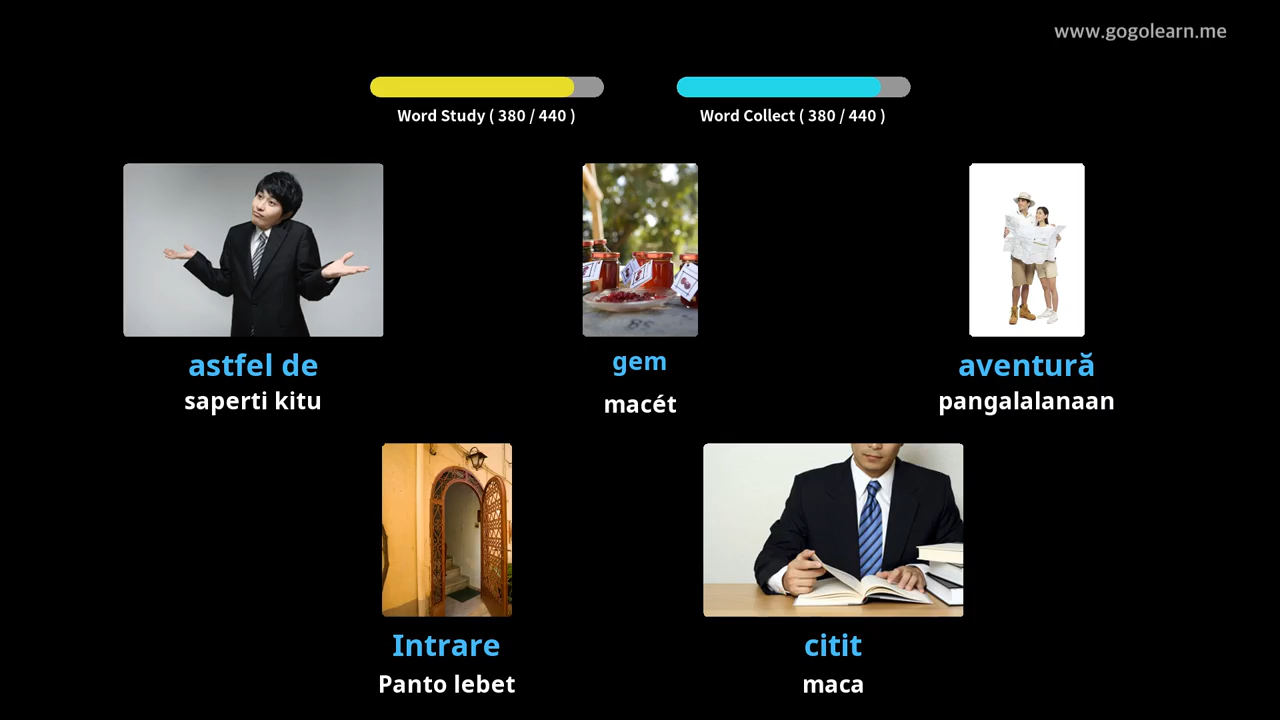 www.gogolearn.me
Word Study ( 380 / 440 )
Word Collect ( 380 / 440 )
astfel de
saperti kitu
gem
macét
aventură
pangalalanaan
Intrare
Panto lebet
citit
maca